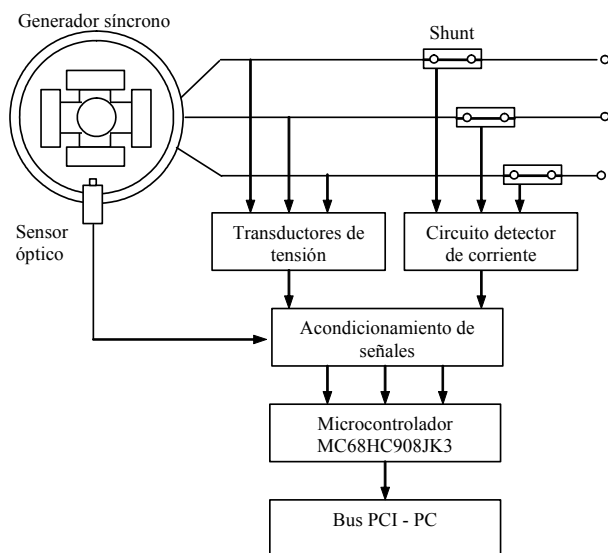 Generador síncrono
Shunt
Sensor
óptico
Transductores de
tensión
Circuito detector
de corriente
Acondicionamiento de
señales
Microcontrolador
MC68HC908JK3
Bus PCI - PC